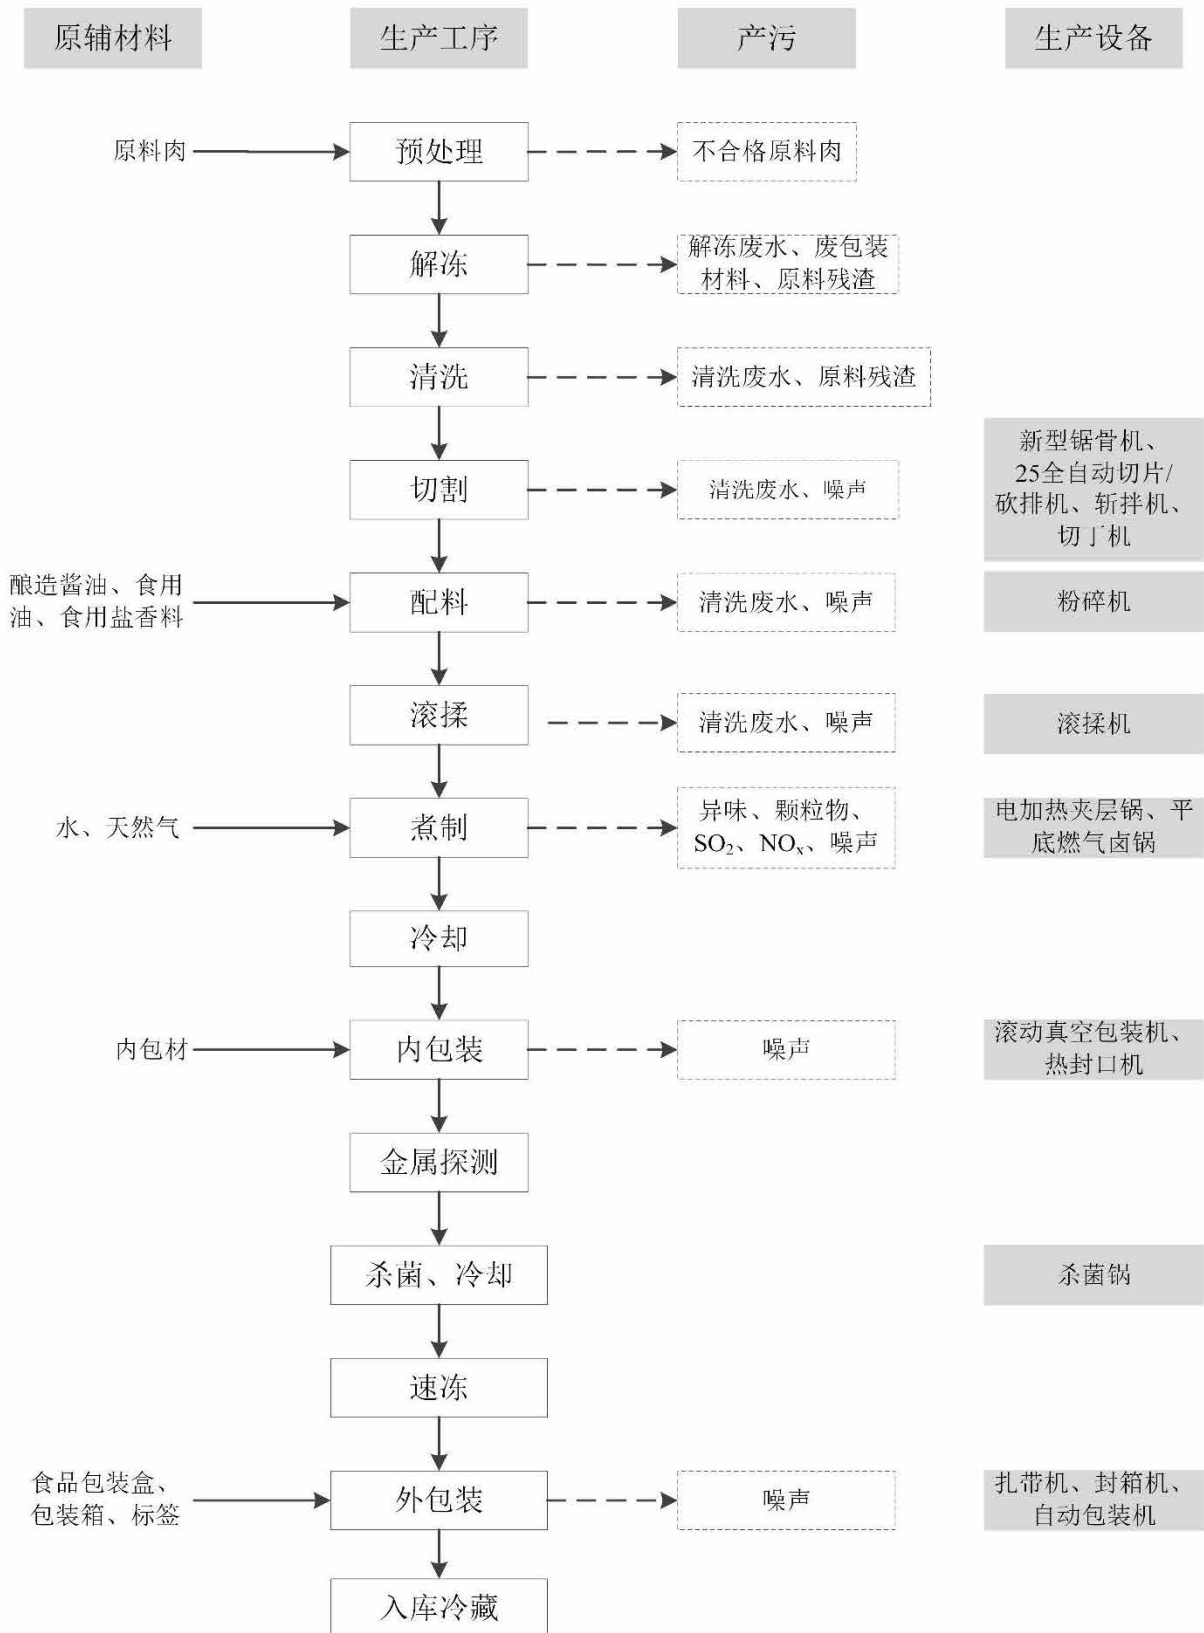 原辅材料
生产工序
产污
生产设备
原料肉
预处理
不合格原料肉
解冻
解冻废水、废包装
材料、原料残渣
清洗
清洗废水、原料残渣
切割
清洗废水、噪声
新型锯骨机、
25全自动切片/
砍排机、斩拌机、
切丁机
酿造酱油、食用
油、食用盐香料
配料
清洗废水、噪声
粉碎机
滚揉
清洗废水、噪声
滚揉机
水、天然气
煮制
异味、颗粒物、
SO₂、NOₓ、噪声
电加热夹层锅、平
底燃气卤锅
冷却
内包材
内包装
噪声
滚动真空包装机、
热封口机
金属探测
杀菌、冷却
杀菌锅
速冻
食品包装盒、
包装箱、标签
外包装
噪声
扎带机、封箱机、
自动包装机
入库冷藏